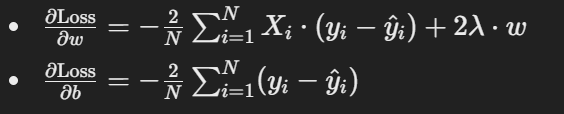 • ∂Loss/∂w = −2/N ∑_{i=1}^{N} X_i · (y_i − ŷ_i) + 2λ · w
• ∂Loss/∂b = −2/N ∑_{i=1}^{N} (y_i − ŷ_i)